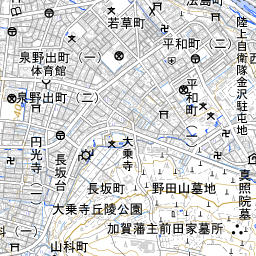 若草町
法島町
泉野出町（一）
体育館
平和町（三）
泉野出町（二）
平和町（一）
陸上自衛隊金沢駐屯地
円光寺
長坂台
大乗寺
長坂町
野田山墓地
真照院墓
大乗寺丘陵公園
加賀藩主前田家墓所
山科町